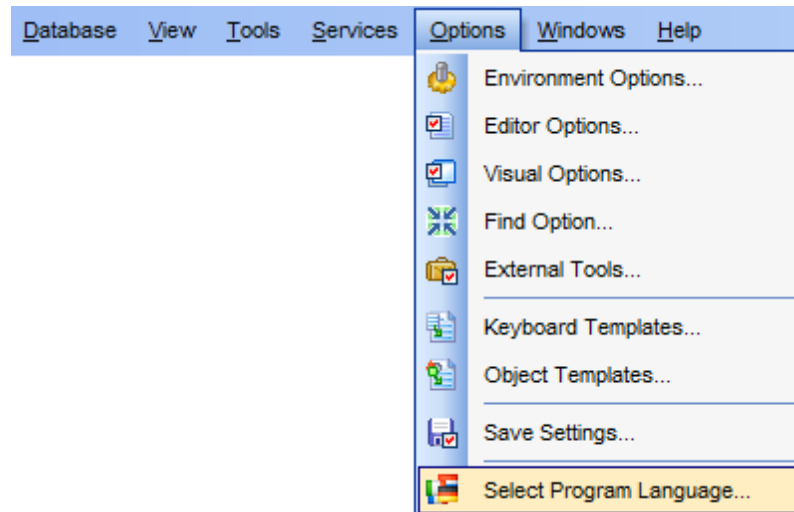 Database View Tools Services Options Windows Help
Environment Options...
Editor Options...
Visual Options...
Find Option...
External Tools...
Keyboard Templates...
Object Templates...
Save Settings...
Select Program Language...